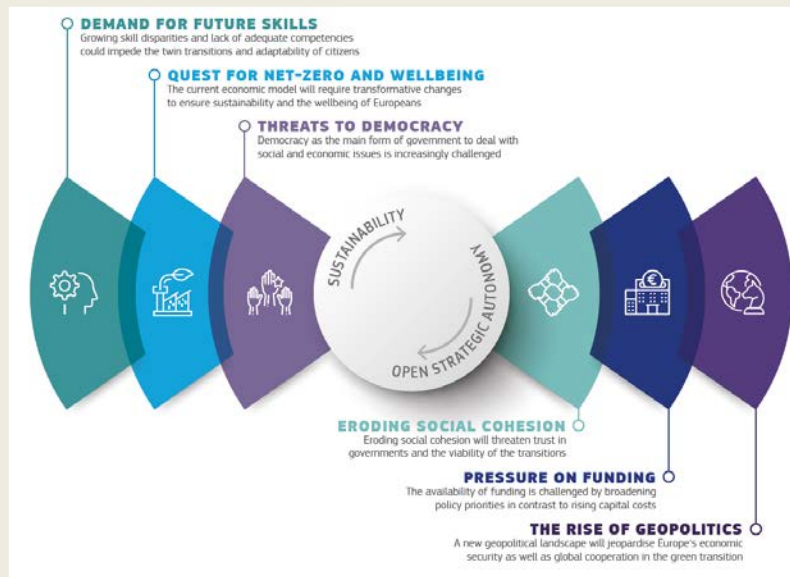 DEMAND FOR FUTURE SKILLS
Growing skill disparities and lack of adequate competencies
could impede the twin transitions and adaptability of citizens
QUEST FOR NET-ZERO AND WELLBEING
The current economic model will require transformative changes
to ensure sustainability and the wellbeing of Europeans
THREATS TO DEMOCRACY
Democracy as the main form of government to deal with
social and economic issues is increasingly challenged
SUSTAINABILITY
OPEN STRATEGIC AUTONOMY
€
ERODING SOCIAL COHESION
Eroding social cohesion will threaten trust in
governments and the viability of the transitions
PRESSURE ON FUNDING
The availability of funding is challenged by broadening
policy priorities in contrast to rising capital costs
THE RISE OF GEOPOLITICS
A new geopolitical landscape will jeopardise Europe's economic
security as well as global cooperation in the green transition